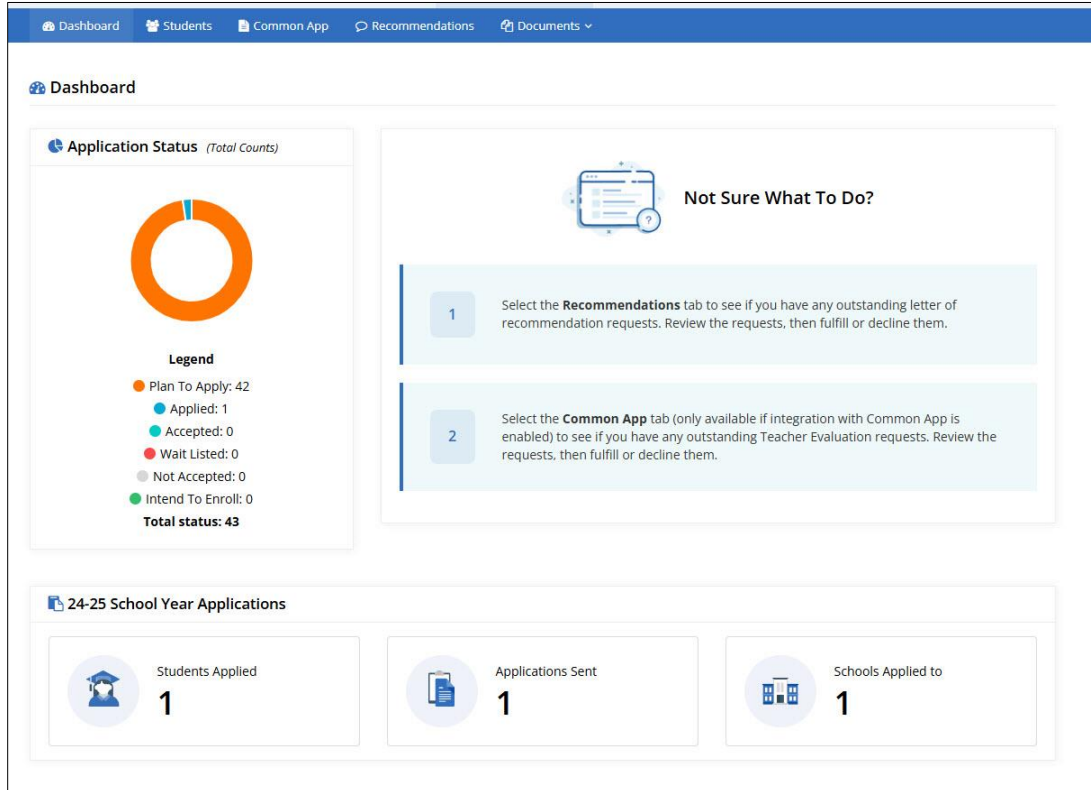 Dashboard Students Common App Recommendations Documents
Dashboard
Application Status (Total Counts)
Legend
Plan To Apply: 42
Applied: 1
Accepted: 0
Wait Listed: 0
Not Accepted: 0
Intend To Enroll: 0
Total status: 43
Not Sure What To Do?
?
1
Select the Recommendations tab to see if you have any outstanding letter of
recommendation requests. Review the requests, then fulfill or decline them.
2
Select the Common App tab (only available if integration with Common App is
enabled) to see if you have any outstanding Teacher Evaluation requests. Review the
requests, then fulfill or decline them.
24-25 School Year Applications
Students Applied
1
Applications Sent
1
Schools Applied to
1